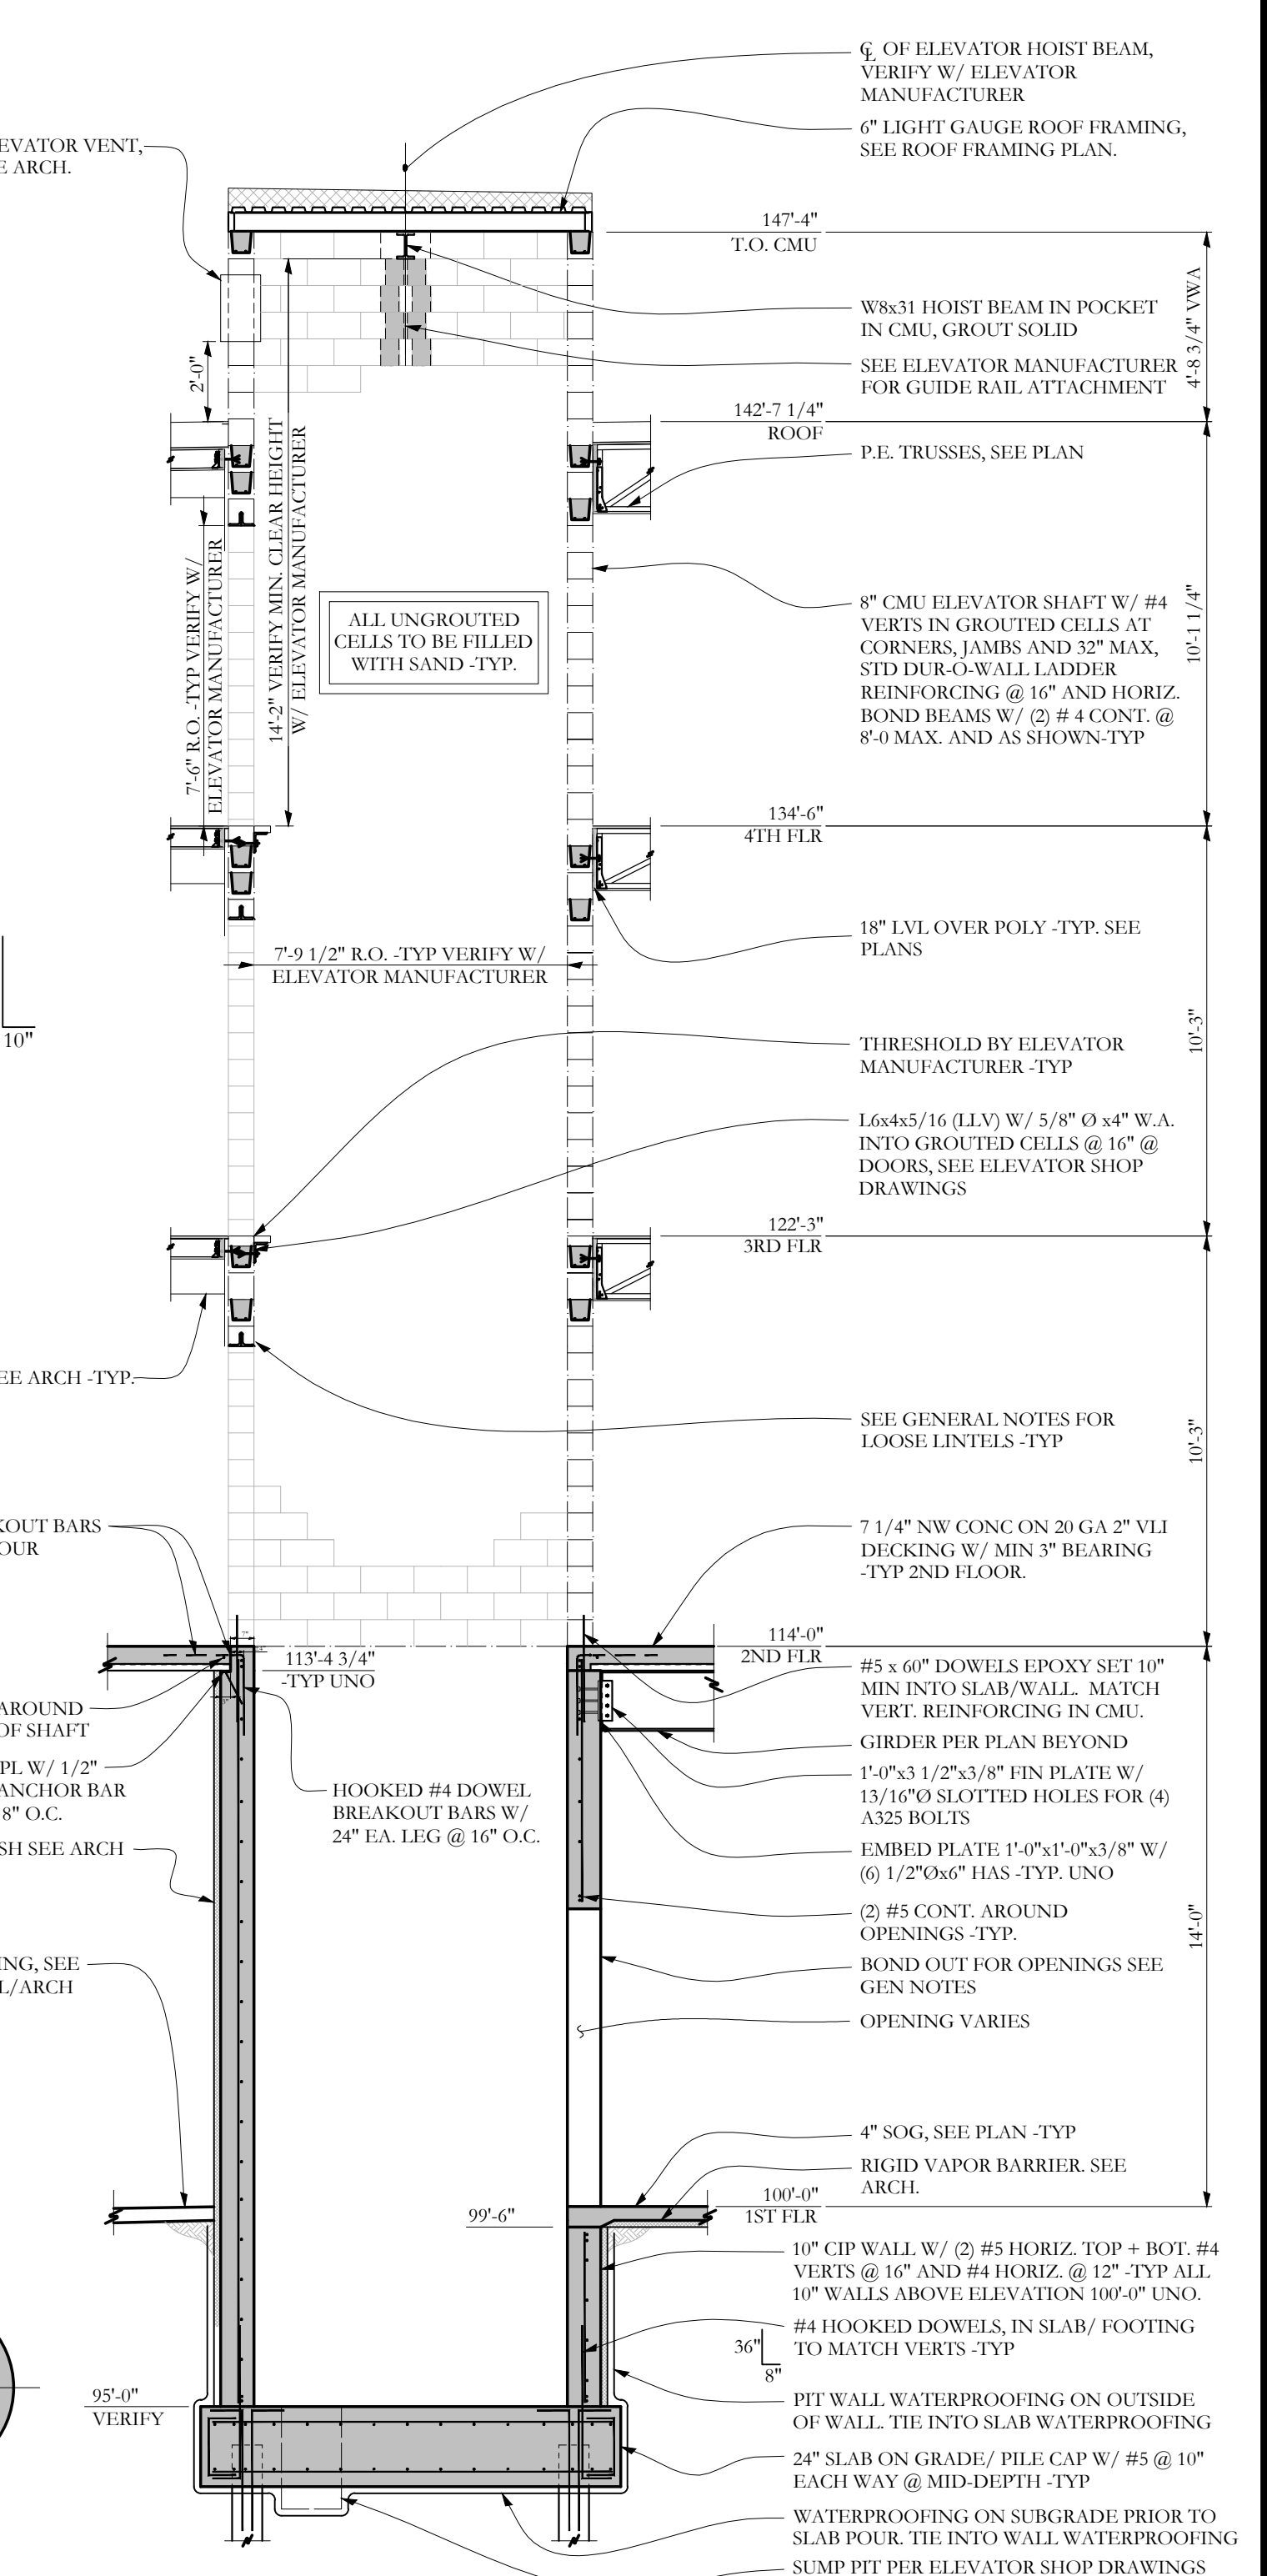 ℄ OF ELEVATOR HOIST BEAM,
VERIFY W/ ELEVATOR
MANUFACTURER
6" LIGHT GAUGE ROOF FRAMING,
SEE ROOF FRAMING PLAN.
EVATOR VENT,
E ARCH.
147'-4"
T.O. CMU
W8x31 HOIST BEAM IN POCKET
IN CMU, GROUT SOLID
SEE ELEVATOR MANUFACTURER
FOR GUIDE RAIL ATTACHMENT
4'-8 3/4" VWA
2'-0"
142'-7 1/4"
ROOF
P.E. TRUSSES, SEE PLAN
7'-6" R.O. -TYP VERIFY W/
ELEVATOR MANUFACTURER
14'-2" VERIFY MIN. CLEAR HEIGHT
W/ ELEVATOR MANUFACTURER
ALL UNGROUTED
CELLS TO BE FILLED
WITH SAND -TYP.
8" CMU ELEVATOR SHAFT W/ #4
VERTS IN GROUTED CELLS AT
CORNERS, JAMBS AND 32" MAX,
STD DUR-O-WALL LADDER
REINFORCING @ 16" AND HORIZ.
BOND BEAMS W/ (2) # 4 CONT. @
8'-0 MAX. AND AS SHOWN-TYP
10'-1 1/4"
134'-6"
4TH FLR
18" LVL OVER POLY -TYP. SEE
PLANS
7'-9 1/2" R.O. -TYP VERIFY W/
ELEVATOR MANUFACTURER
10"
10'-3"
THRESHOLD BY ELEVATOR
MANUFACTURER -TYP
L6x4x5/16 (LLV) W/ 5/8" Ø x4" W.A.
INTO GROUTED CELLS @ 16" @
DOORS, SEE ELEVATOR SHOP
DRAWINGS
122'-3"
3RD FLR
EE ARCH -TYP.
SEE GENERAL NOTES FOR
LOOSE LINTELS -TYP
10'-3"
KOUT BARS
OUR
7 1/4" NW CONC ON 20 GA 2" VLI
DECKING W/ MIN 3" BEARING
-TYP 2ND FLOOR.
7"
113'-4 3/4"
-TYP UNO
114'-0"
2ND FLR
#5 x 60" DOWELS EPOXY SET 10"
MIN INTO SLAB/WALL. MATCH
VERT. REINFORCING IN CMU.
AROUND
OF SHAFT
GIRDER PER PLAN BEYOND
PL W/ 1/2"
ANCHOR BAR
8" O.C.
HOOKED #4 DOWEL
BREAKOUT BARS W/
24" EA. LEG @ 16" O.C.
1'-0"x3 1/2"x3/8" FIN PLATE W/
13/16"Ø SLOTTED HOLES FOR (4)
A325 BOLTS
SH SEE ARCH
EMBED PLATE 1'-0"x1'-0"x3/8" W/
(6) 1/2"Øx6" HAS -TYP. UNO
(2) #5 CONT. AROUND
OPENINGS -TYP.
14'-0"
ING, SEE
L/ARCH
BOND OUT FOR OPENINGS SEE
GEN NOTES
OPENING VARIES
4" SOG, SEE PLAN -TYP
RIGID VAPOR BARRIER. SEE
ARCH.
100'-0"
1ST FLR
99'-6"
10" CIP WALL W/ (2) #5 HORIZ. TOP + BOT. #4
VERTS @ 16" AND #4 HORIZ. @ 12" -TYP ALL
10" WALLS ABOVE ELEVATION 100'-0" UNO.
#4 HOOKED DOWELS, IN SLAB/ FOOTING
TO MATCH VERTS -TYP
36"
8"
95'-0"
VERIFY
PIT WALL WATERPROOFING ON OUTSIDE
OF WALL. TIE INTO SLAB WATERPROOFING
24" SLAB ON GRADE/ PILE CAP W/ #5 @ 10"
EACH WAY @ MID-DEPTH -TYP
WATERPROOFING ON SUBGRADE PRIOR TO
SLAB POUR. TIE INTO WALL WATERPROOFING
SUMP PIT PER ELEVATOR SHOP DRAWINGS